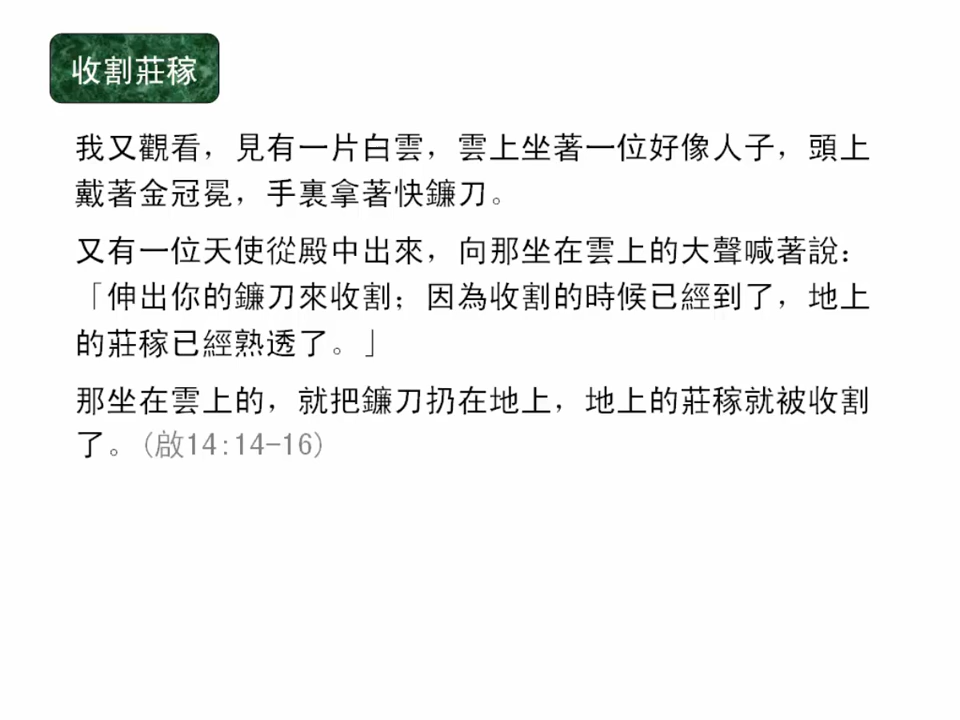 收割莊稼
我又觀看，見有一片白雲，雲上坐著一位好像人子，頭上
戴著金冠冕，手裏拿著快鐮刀。
又有一位天使從殿中出來，向那坐在雲上的大聲喊著說：
「伸出你的鐮刀來收割；因為收割的時候已經到了，地上
的莊稼已經熟透了。」
那坐在雲上的，就把鐮刀扔在地上，地上的莊稼就被收割
了。(啟14:14-16)